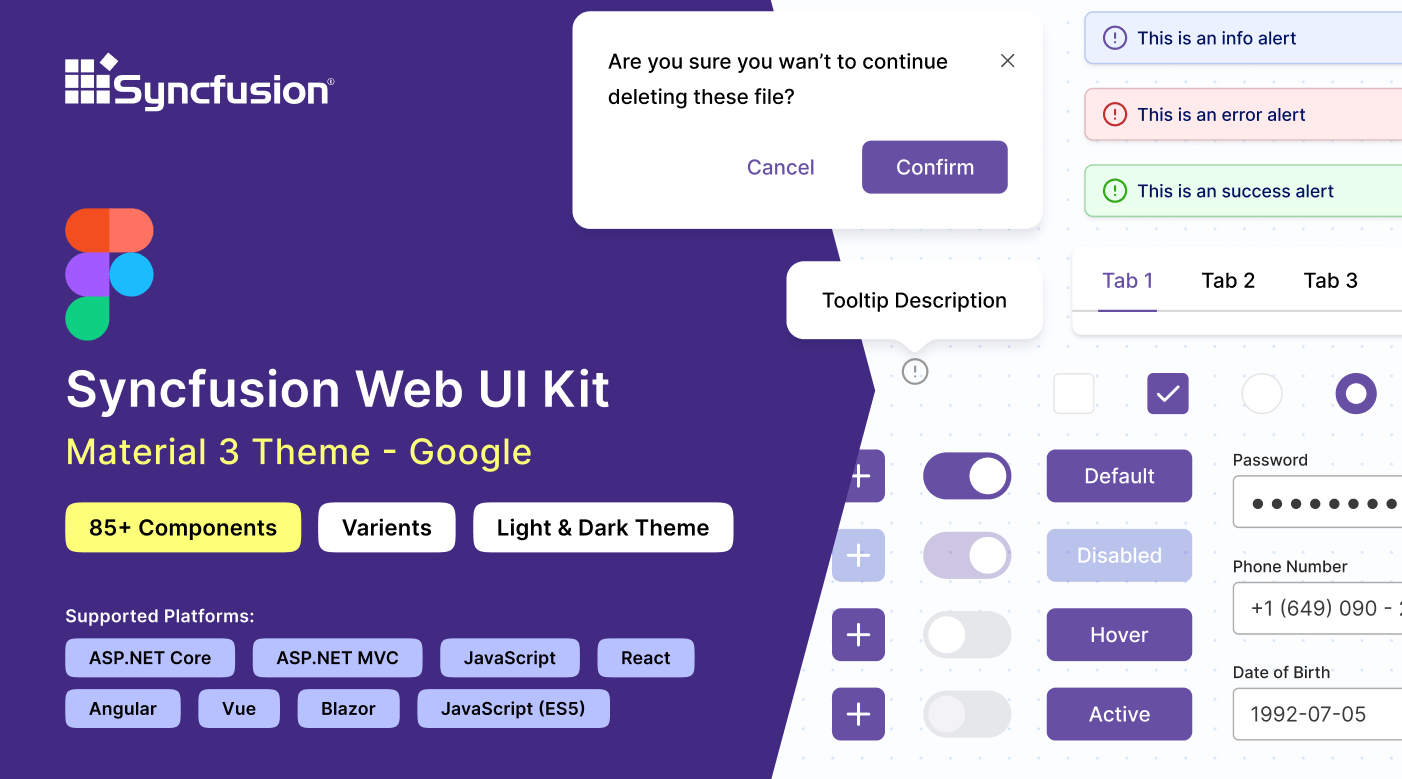 Syncfusion
Syncfusion Web UI Kit
Material 3 Theme - Google
85+ Components
Varients
Light & Dark Theme
Supported Platforms:
ASP.NET Core
ASP.NET MVC
JavaScript
React
Angular
Vue
Blazor
JavaScript (ES5)
Are you sure you wan’t to continue
deleting these file?
Cancel
Confirm
Tooltip Description
This is an info alert
This is an error alert
This is an success alert
Tab 1
Tab 2
Tab 3
Default
Disabled
Hover
Active
Password
Phone Number
+1 (649) 090 -
Date of Birth
1992-07-05